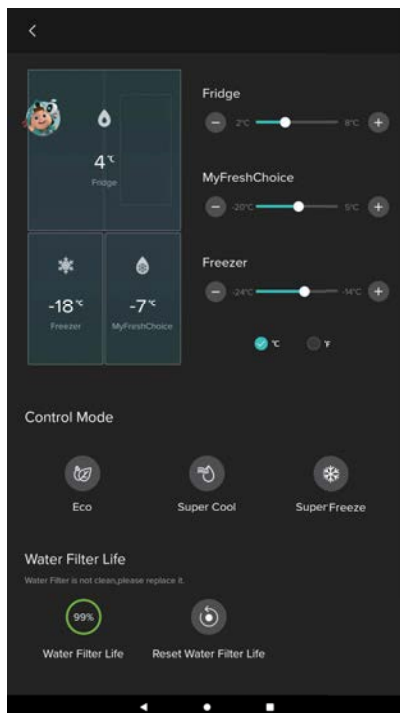 Fridge
2°C 8°C
4°C
Fridge
MyFreshChoice
-20°C 5°C
Freezer
-24°C -14°C
-18°C
Freezer
-7°C
MyFreshChoice
°C °F
Control Mode
Eco
Super Cool
Super Freeze
Water Filter Life
Water Filter is not clean,please replace it.
99%
Water Filter Life
Reset Water Filter Life